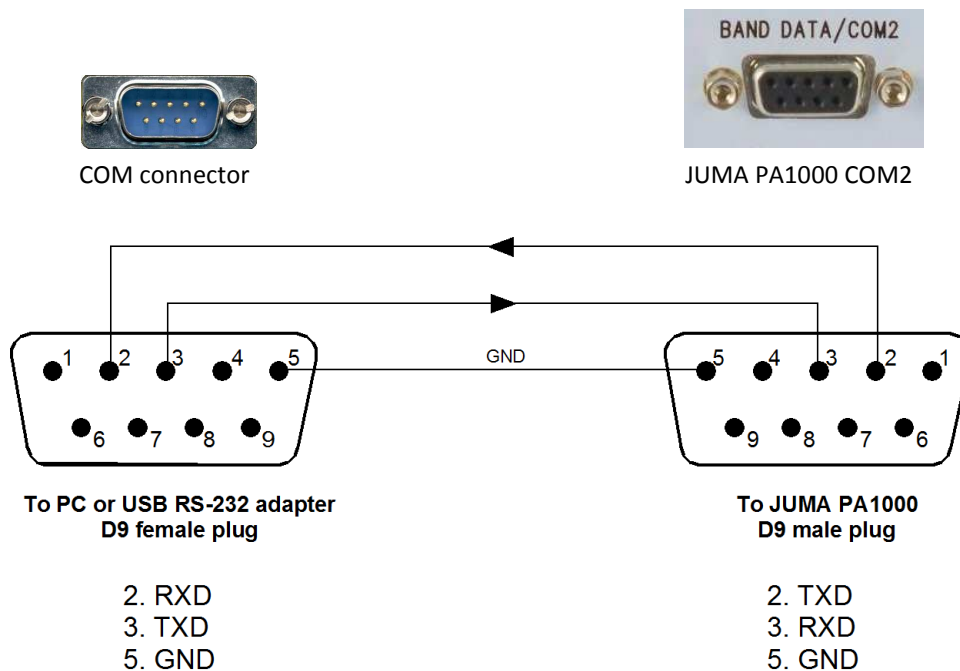 BAND DATA/COM2
COM connector
JUMA PA1000 COM2
1 2 3 4 5
GND
5 4 3 2 1
6 7 8 9
9 8 7 6
To PC or USB RS-232 adapter
D9 female plug
To JUMA PA1000
D9 male plug
2. RXD
3. TXD
5. GND
2. TXD
3. RXD
5. GND